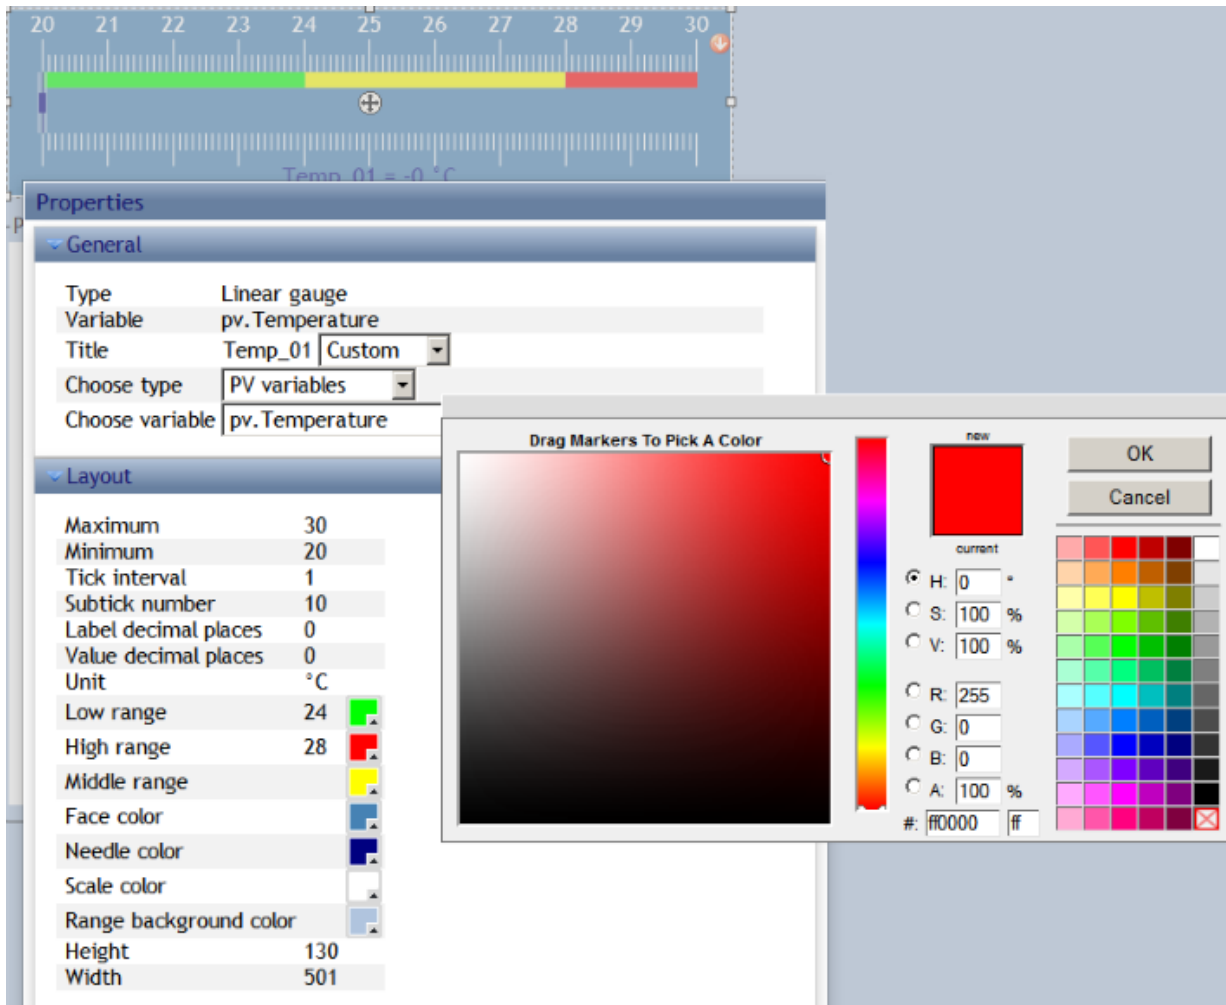 20 21 22 23 24 25 26 27 28 29 30
Temp_01 = -0 °C
Properties
General
Type Linear gauge
Variable pv.Temperature
Title Temp_01 Custom
Choose type PV variables
Choose variable pv.Temperature
Layout
Maximum 30
Minimum 20
Tick interval 1
Subtick number 10
Label decimal places 0
Value decimal places 0
Unit °C
Low range 24
High range 28
Middle range
Face color
Needle color
Scale color
Range background color
Height 130
Width 501
Drag Markers To Pick A Color
new
current
OK
Cancel
H: 0 °
S: 100 %
V: 100 %
R: 255
G: 0
B: 0
A: 100 %
#: ff0000 ff